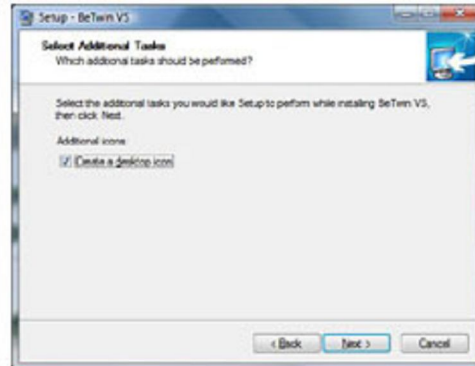 Setup - BeTwin VS
Select Additional Tasks
Which additional tasks should be performed?
Select the additional tasks you would like Setup to perform while installing BeTwin VS,
then click Next.
Additional icons:
Create a desktop icon
< Back
Next >
Cancel